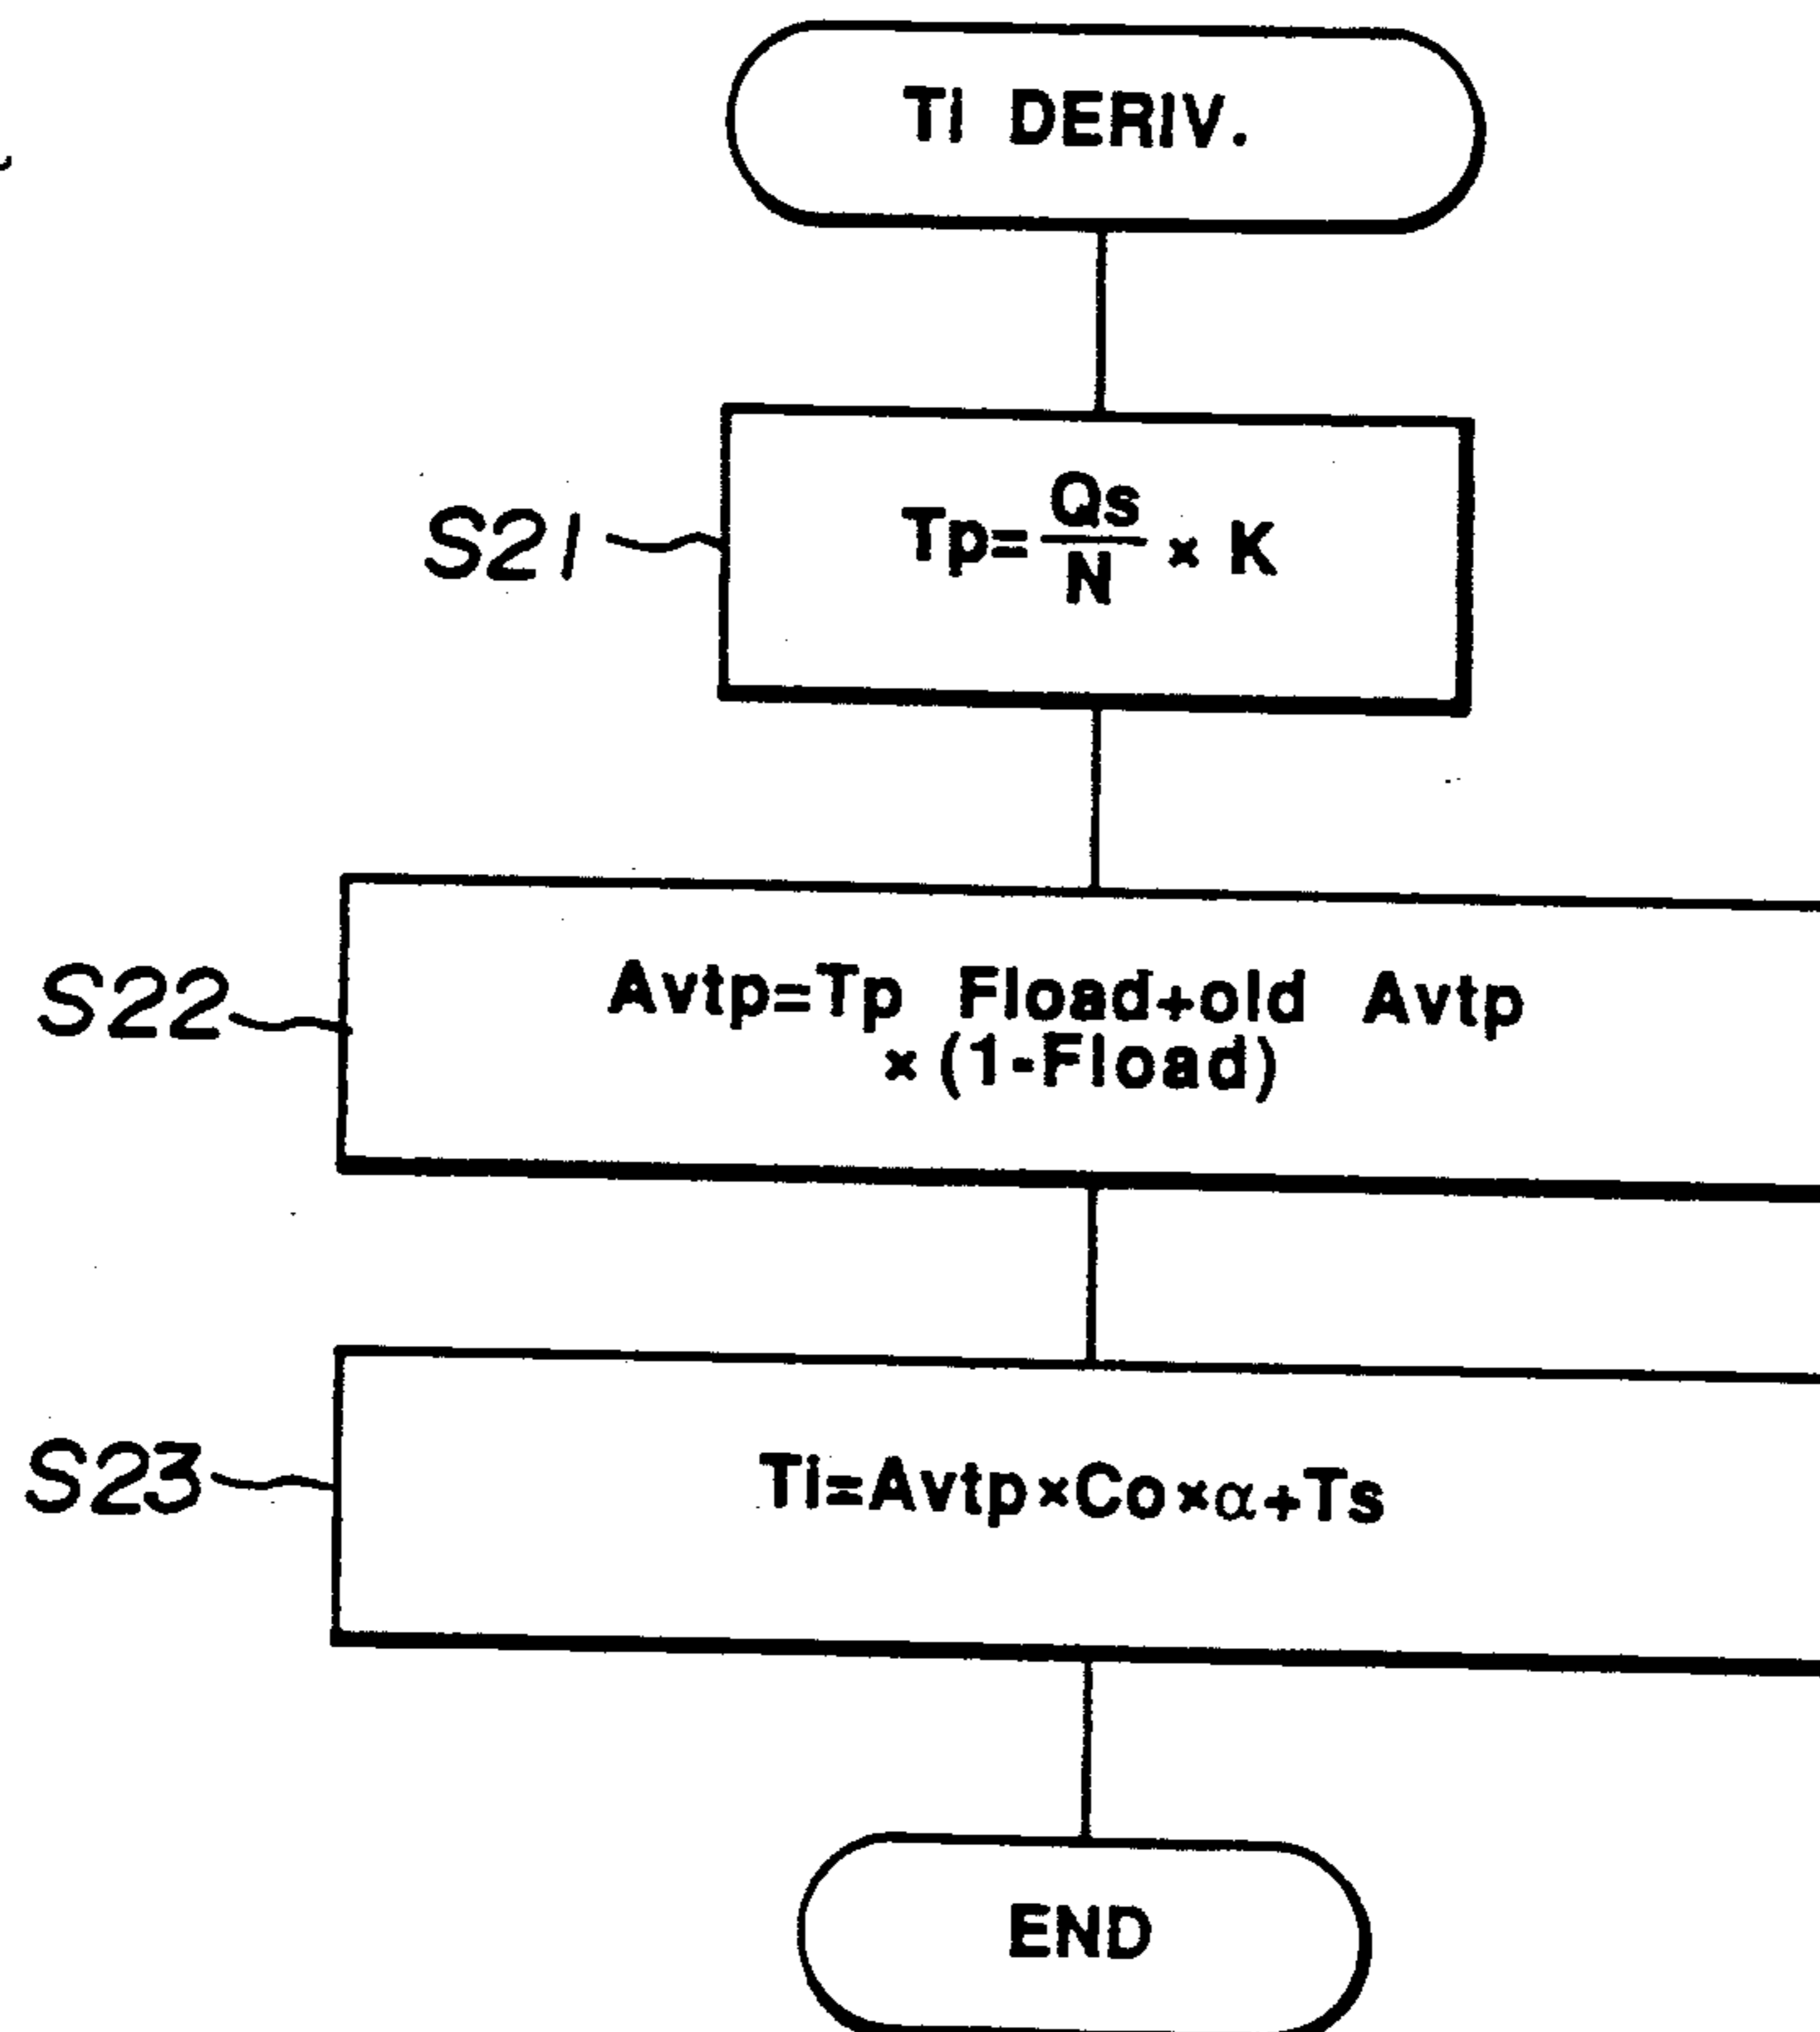 Ti DERIV.
S21
Tp=Qs/N × K
S22
Avtp=Tp Fload+old Avtp
×(1-Fload)
S23
Ti=Avtp×Co×α+Ts
END